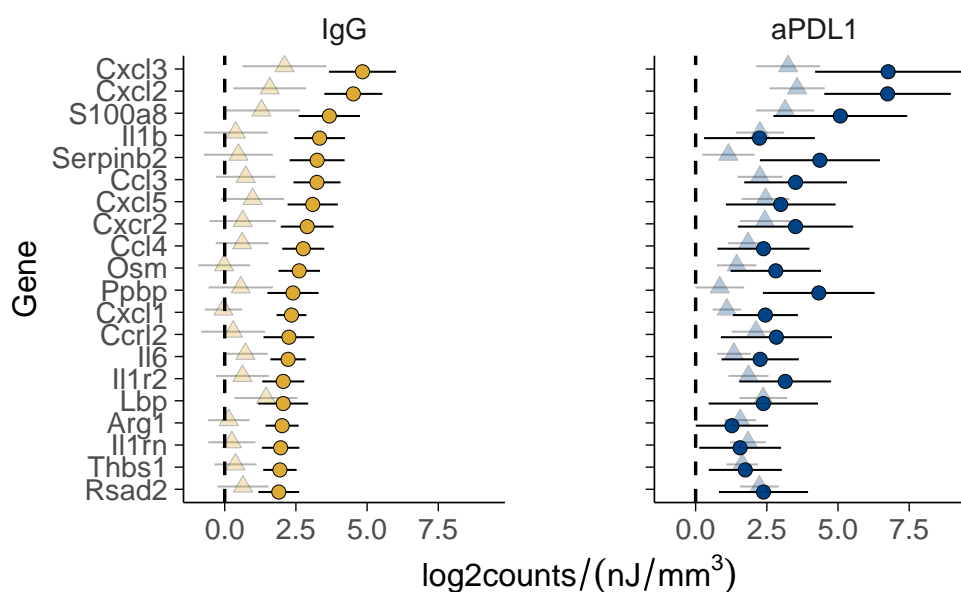 IgG
aPDL1
Gene
Cxcl3
Cxcl2
S100a8
Il1b
Serpinb2
Ccl3
Cxcl5
Cxcr2
Ccl4
Osm
Ppbp
Cxcl1
Ccrl2
Il6
Il1r2
Lbp
Arg1
Il1rn
Thbs1
Rsad2
0.0 2.5 5.0 7.5
0.0 2.5 5.0 7.5
log2counts/(nJ/mm³)